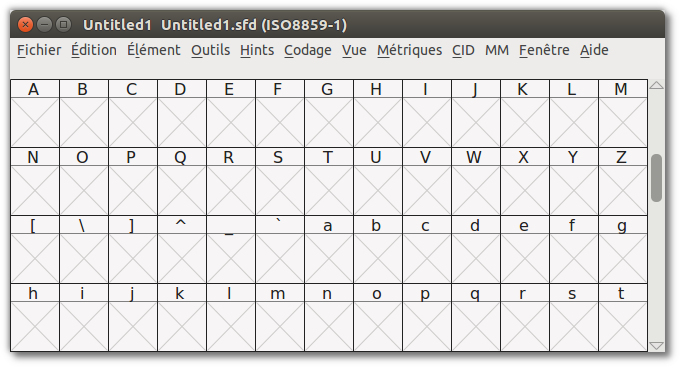 Untitled1 Untitled1.sfd (ISO8859-1)
Fichier Édition Élément Outils Hints Codage Vue Métriques CID MM Fenêtre Aide
A B C D E F G H I J K L M
N O P Q R S T U V W X Y Z
[ \ ] ^ _ ` a b c d e f g
h i j k l m n o p q r s t